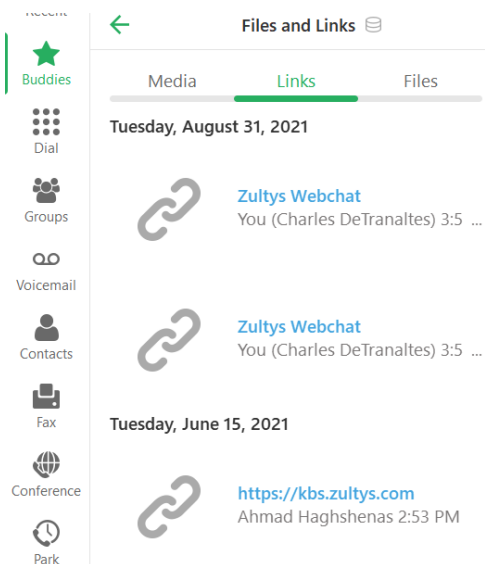 Recent
Buddies
Dial
Groups
Voicemail
Contacts
Fax
Conference
Park
Files and Links
Media
Links
Files
Tuesday, August 31, 2021
Zultys Webchat
You (Charles DeTranaltes) 3:5 ...
Zultys Webchat
You (Charles DeTranaltes) 3:5 ...
Tuesday, June 15, 2021
https://kbs.zultys.com
Ahmad Haghshenas 2:53 PM